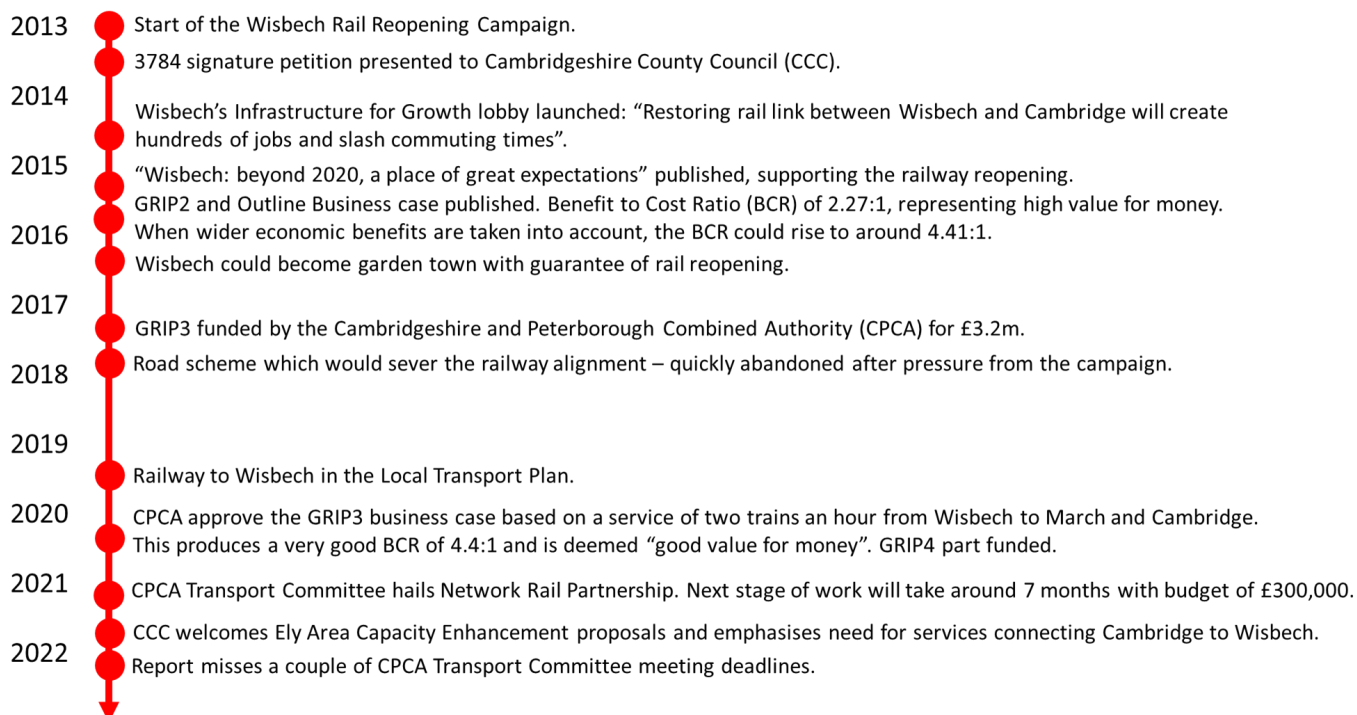 2013
Start of the Wisbech Rail Reopening Campaign.
3784 signature petition presented to Cambridgeshire County Council (CCC).
2014
Wisbech’s Infrastructure for Growth lobby launched: “Restoring rail link between Wisbech and Cambridge will create
hundreds of jobs and slash commuting times”.
2015
“Wisbech: beyond 2020, a place of great expectations” published, supporting the railway reopening.
GRIP2 and Outline Business case published. Benefit to Cost Ratio (BCR) of 2.27:1, representing high value for money.
2016
When wider economic benefits are taken into account, the BCR could rise to around 4.41:1.
Wisbech could become garden town with guarantee of rail reopening.
2017
GRIP3 funded by the Cambridgeshire and Peterborough Combined Authority (CPCA) for £3.2m.
Road scheme which would sever the railway alignment – quickly abandoned after pressure from the campaign.
2018
2019
Railway to Wisbech in the Local Transport Plan.
2020
CPCA approve the GRIP3 business case based on a service of two trains an hour from Wisbech to March and Cambridge.
This produces a very good BCR of 4.4:1 and is deemed “good value for money”. GRIP4 part funded.
2021
CPCA Transport Committee hails Network Rail Partnership. Next stage of work will take around 7 months with budget of £300,000.
CCC welcomes Ely Area Capacity Enhancement proposals and emphasises need for services connecting Cambridge to Wisbech.
2022
Report misses a couple of CPCA Transport Committee meeting deadlines.